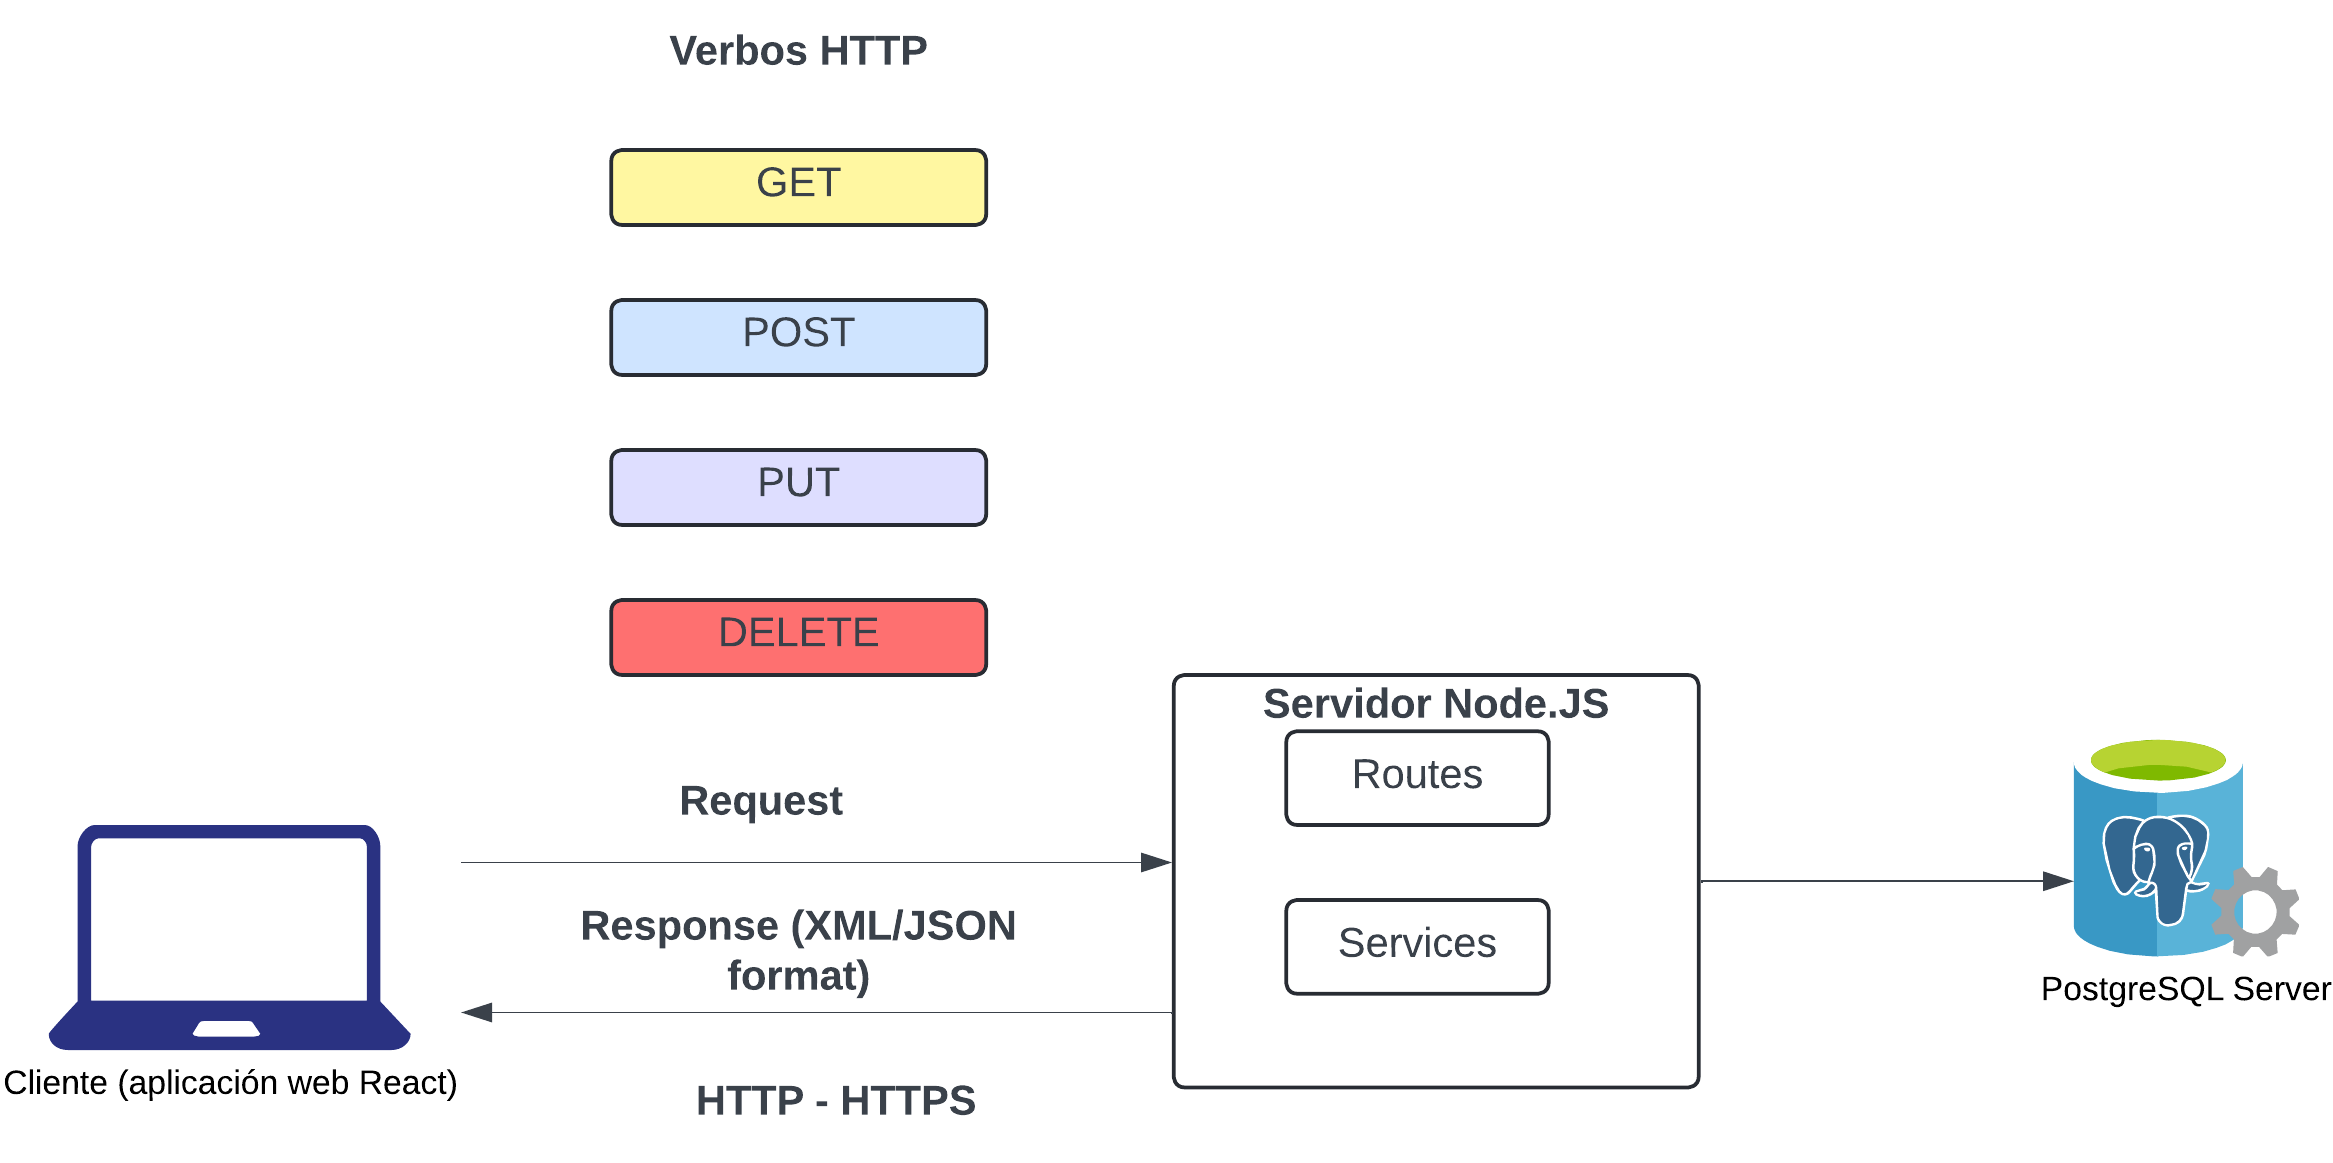 Verbos HTTP
GET
POST
PUT
DELETE
Servidor Node.JS
Routes
Request
Response (XML/JSON
format)
Services
PostgreSQL Server
Cliente (aplicación web React)
HTTP - HTTPS